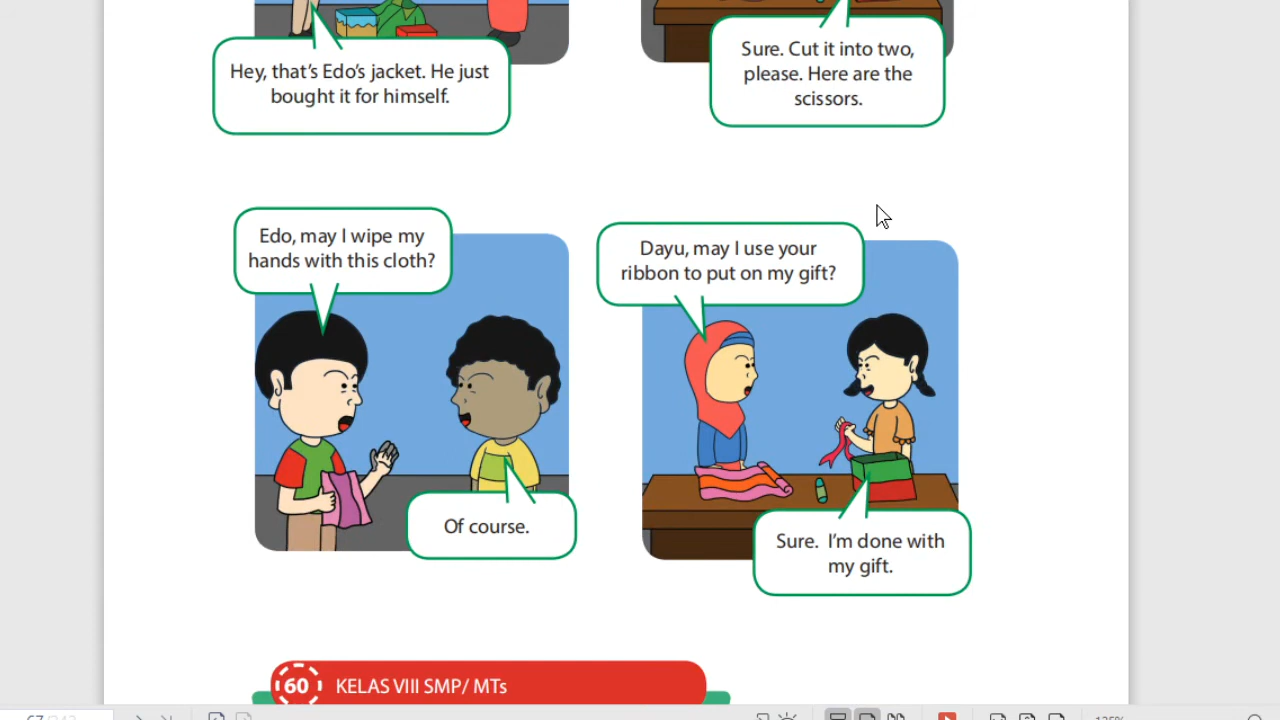 Hey, that's Edo's jacket. He just
bought it for himself.
Sure. Cut it into two,
please. Here are the
scissors.
Edo, may I wipe my
hands with this cloth?
Dayu, may I use your
ribbon to put on my gift?
Of course.
Sure. I'm done with
my gift.
60 KELAS VIII SMP/ MTs